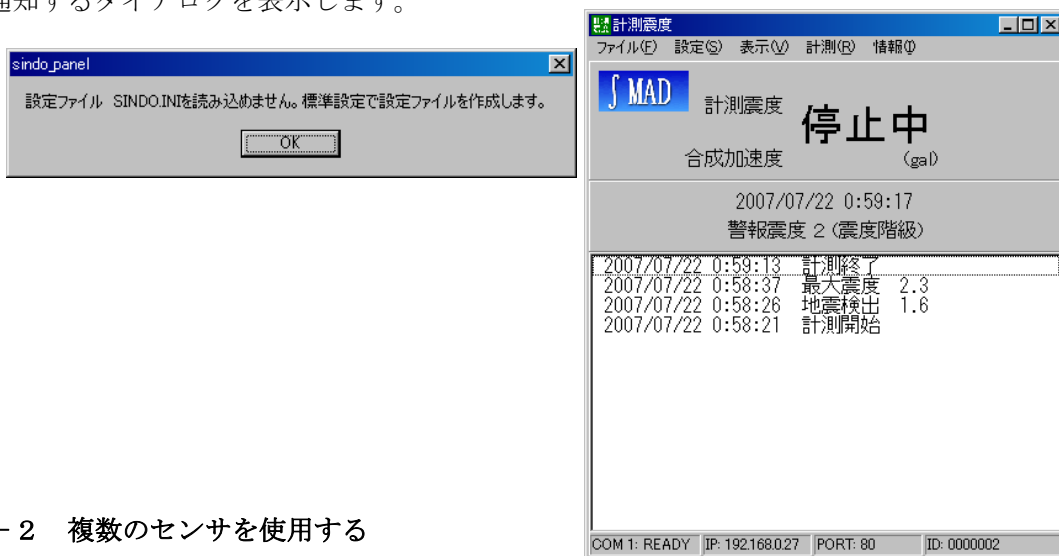 通知するダイアログを表示します。
sindo_panel
設定ファイル SINDO.INIを読み込めません。標準設定で設定ファイルを作成します。
OK
－２ 複数のセンサを使用する
計測震度
ファイル(F) 設定(S) 表示(V) 計測(R) 情報(I)
∫MAD
計測震度 停止中
合成加速度 (gal)
2007/07/22 0:59:17
警報震度 2 (震度階級)
2007/07/22 0:59:13 計測終了
2007/07/22 0:58:37 最大震度 2.3
2007/07/22 0:58:26 地震検出 1.6
2007/07/22 0:58:21 計測開始
COM 1: READY IP: 192.168.0.27 PORT: 80 ID: 0000002